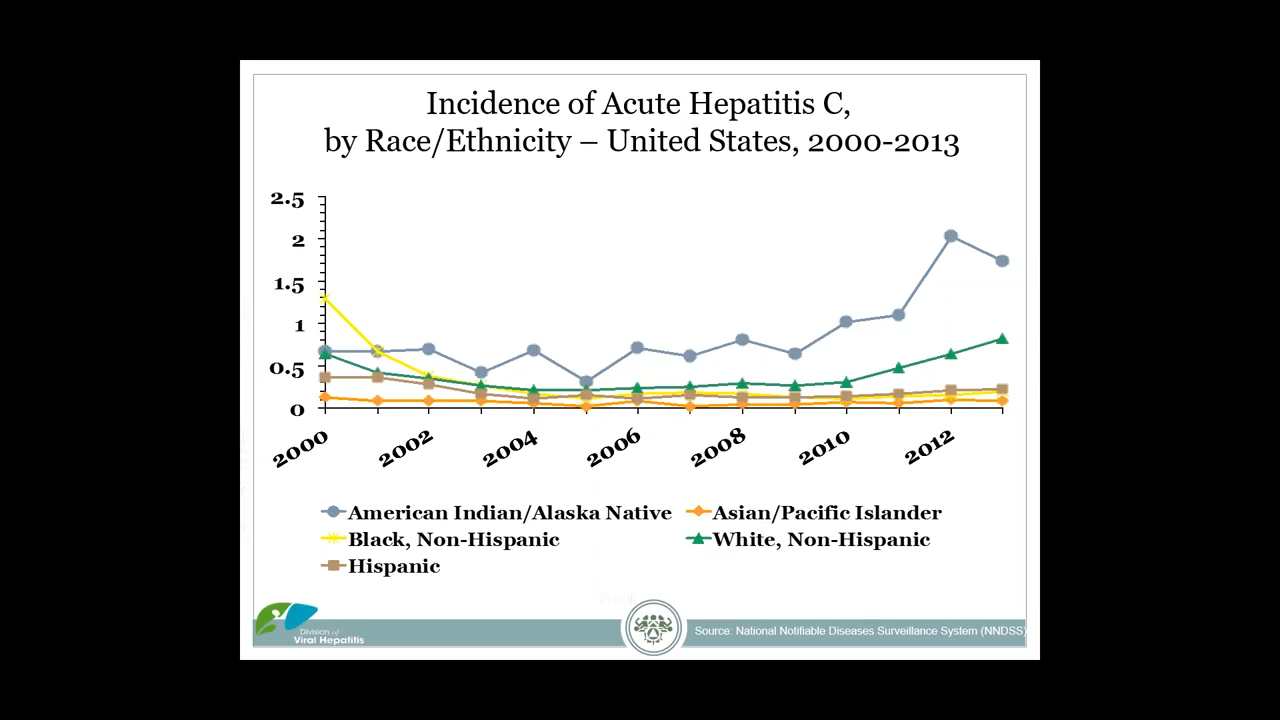 Incidence of Acute Hepatitis C,
by Race/Ethnicity – United States, 2000-2013
2.5
2
1.5
1
0.5
0
2000
2002
2004
2006
2008
2010
2012
American Indian/Alaska Native
Asian/Pacific Islander
Black, Non-Hispanic
White, Non-Hispanic
Hispanic
Division of
Viral Hepatitis
Source: National Notifiable Diseases Surveillance System (NNDSS)